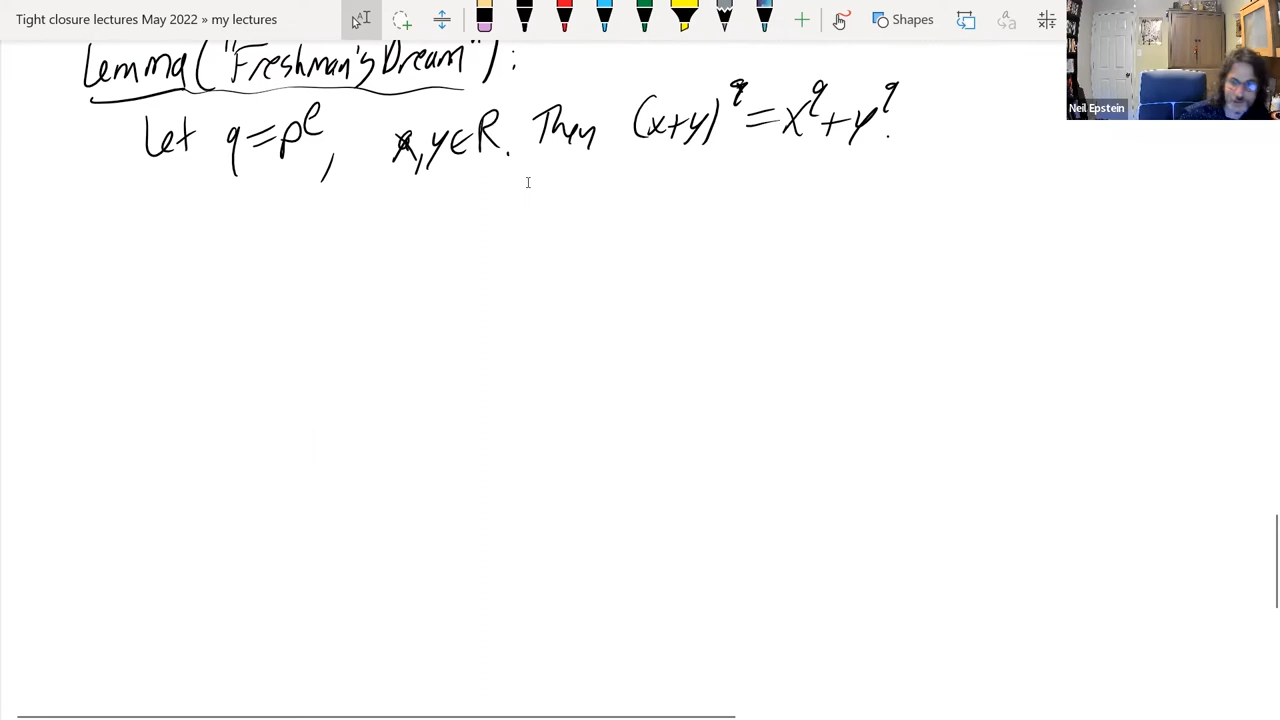 Tight closure lectures May 2022 » my lectures
Shapes
Neil Epstein
Lemma ("Freshman's Dream"):
Let q=p^e, x,y∈R. Then (x+y)^q = x^q + y^q.